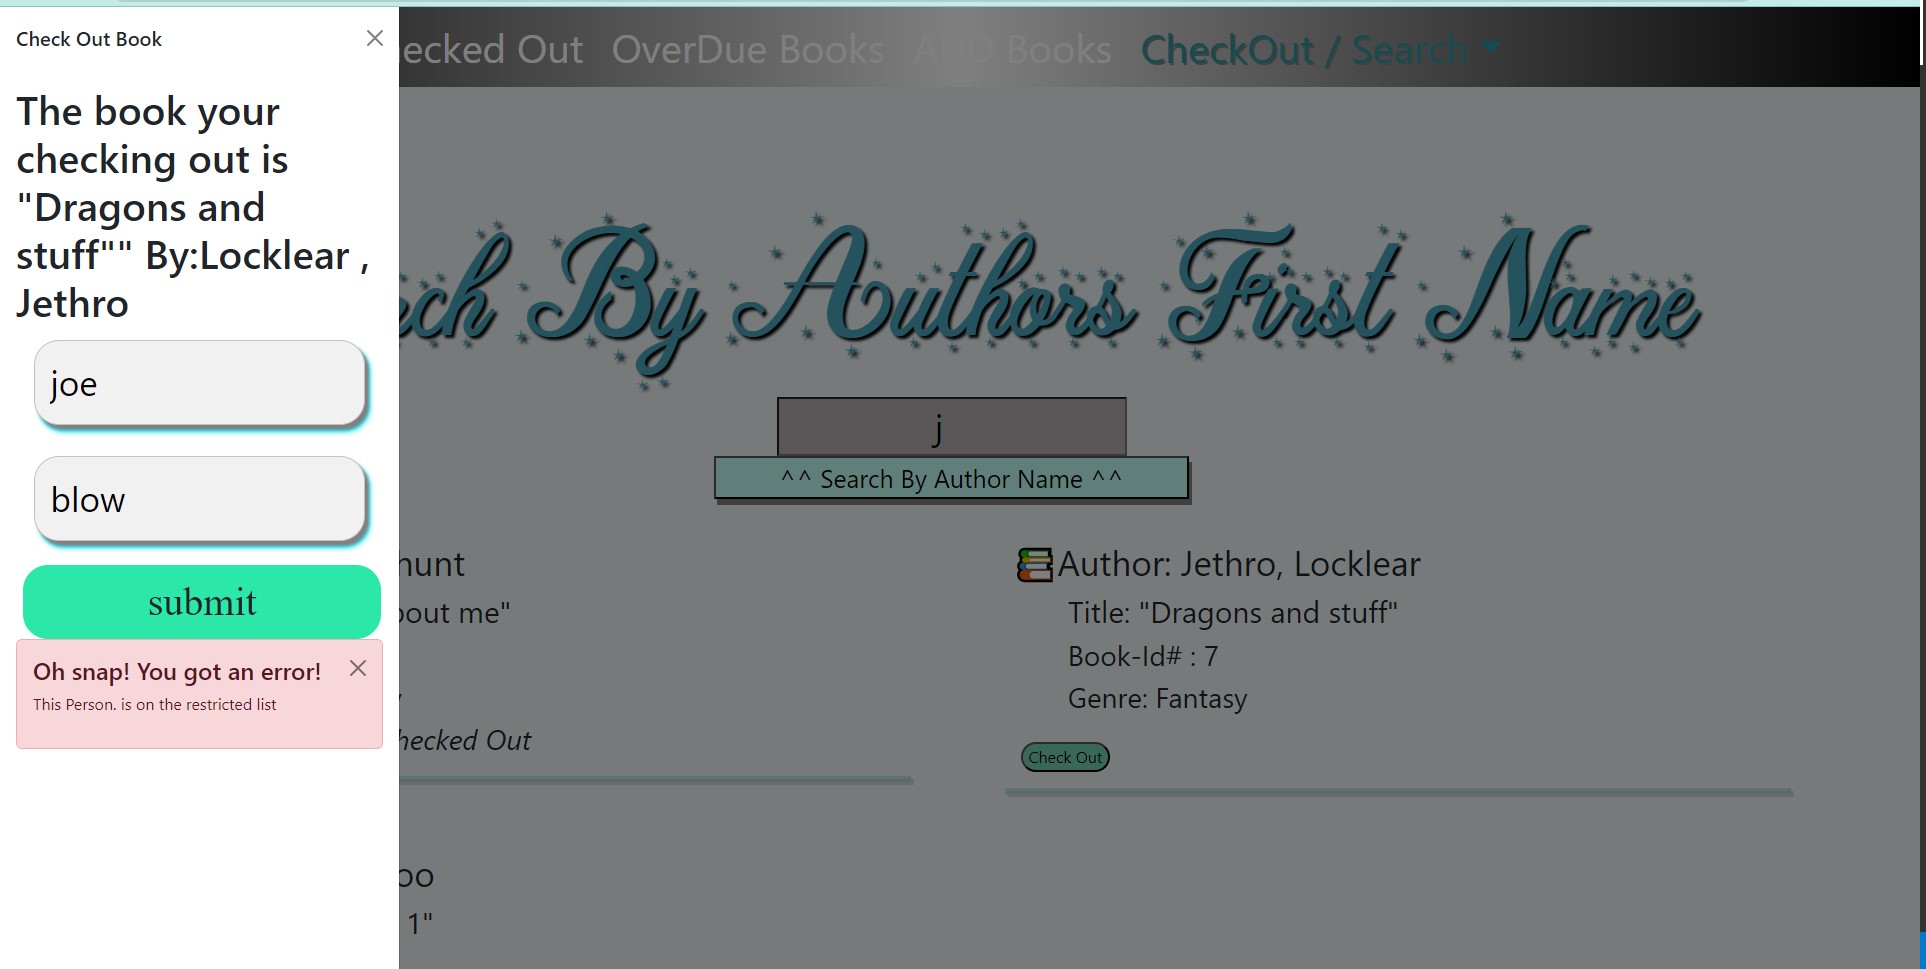 Check Out Book
The book your
checking out is
"Dragons and
stuff"" By:Locklear ,
Jethro
joe
blow
submit
Oh snap! You got an error!
This Person. is on the restricted list
ecked Out OverDue Books ADD Books CheckOut / Search
ch By Authors First Name
j
^^ Search By Author Name ^^
hunt
bout me"
hecked Out
Author: Jethro, Locklear
Title: "Dragons and stuff"
Book-Id# : 7
Genre: Fantasy
Check Out
oo
1"